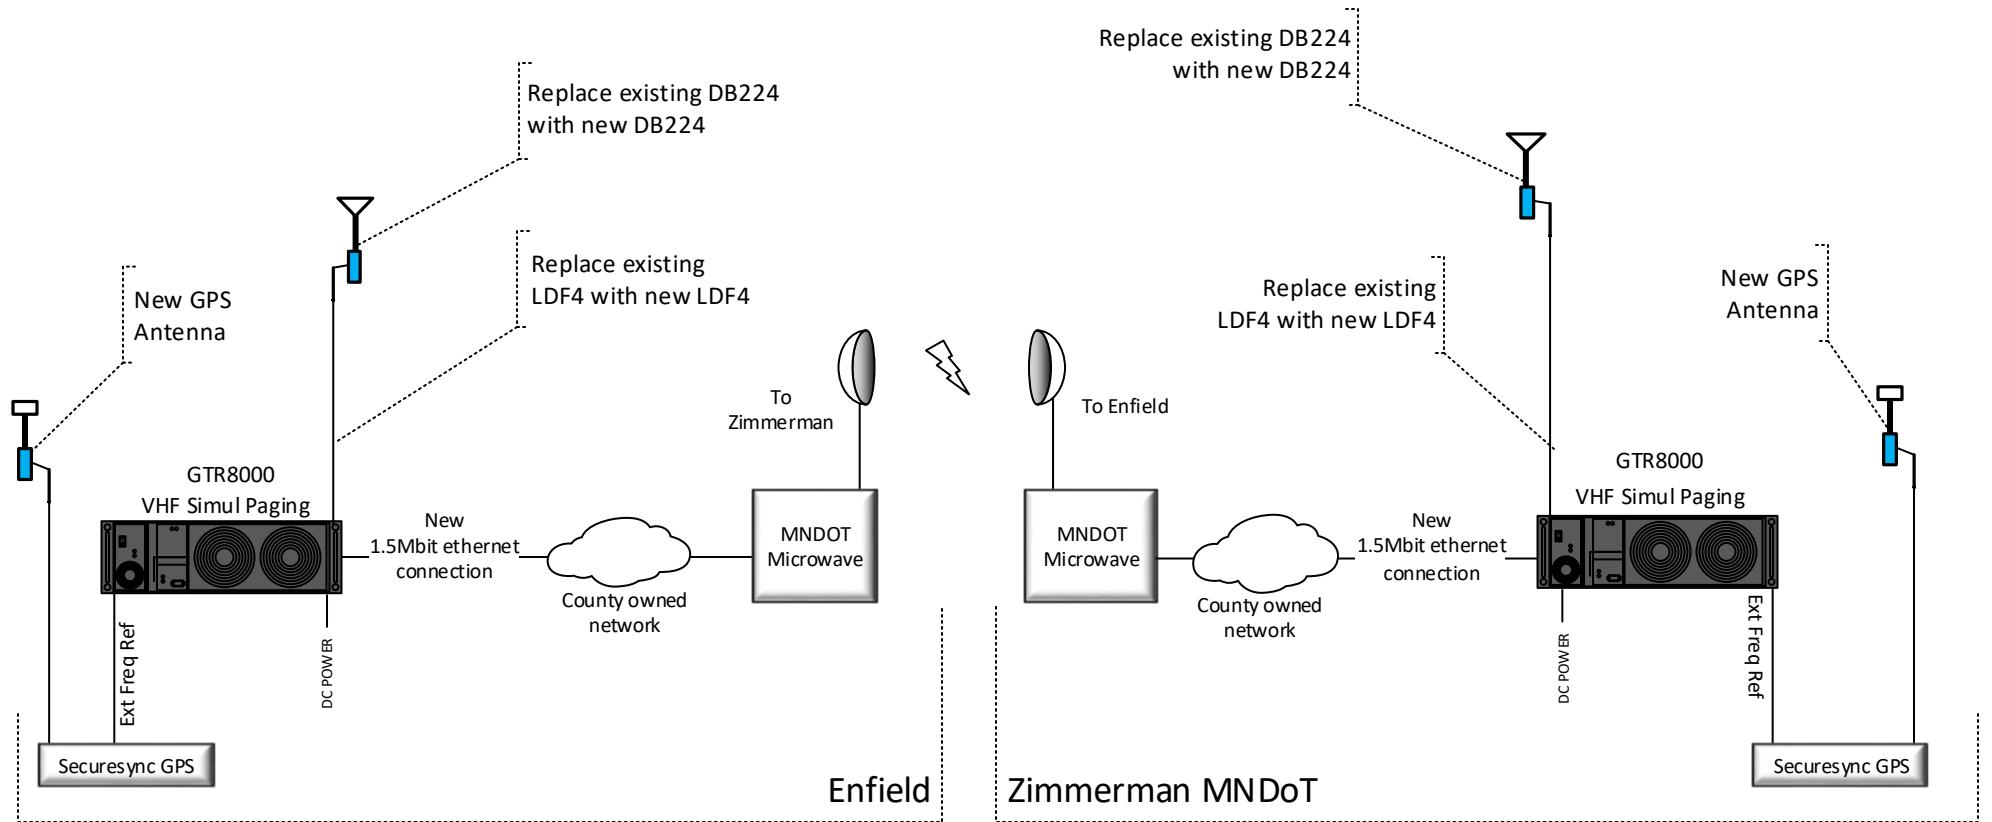 Replace existing DB224
with new DB224
Replace existing
LDF4 with new LDF4
New GPS
Antenna
To
Zimmerman
GTR8000
VHF Simul Paging
New
1.5Mbit ethernet
connection
County owned
network
MNDOT
Microwave
Ext Freq Ref
DC POWER
Securesync GPS
Enfield
Replace existing DB224
with new DB224
Replace existing
LDF4 with new LDF4
New GPS
Antenna
To Enfield
GTR8000
VHF Simul Paging
MNDOT
Microwave
County owned
network
New
1.5Mbit ethernet
connection
DC POWER
Ext Freq Ref
Securesync GPS
Zimmerman MNDoT